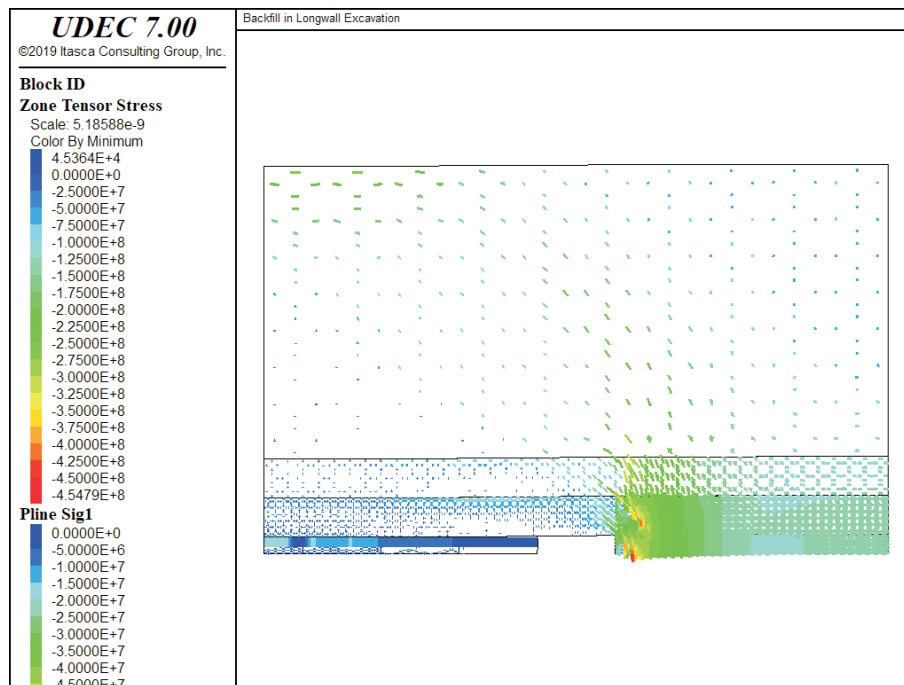 UDEC 7.00
©2019 Itasca Consulting Group, Inc.
Block ID
Zone Tensor Stress
Scale: 5.18588e-9
Color By Minimum
4.5364E+4
0.0000E+0
-2.5000E+7
-5.0000E+7
-7.5000E+7
-1.0000E+8
-1.2500E+8
-1.5000E+8
-1.7500E+8
-2.0000E+8
-2.2500E+8
-2.5000E+8
-2.7500E+8
-3.0000E+8
-3.2500E+8
-3.5000E+8
-3.7500E+8
-4.0000E+8
-4.2500E+8
-4.5000E+8
-4.5479E+8
Pline Sig1
0.0000E+0
-5.0000E+6
-1.0000E+7
-1.5000E+7
-2.0000E+7
-2.5000E+7
-3.0000E+7
-3.5000E+7
-4.0000E+7
-4.5000E+7
Backfill in Longwall Excavation